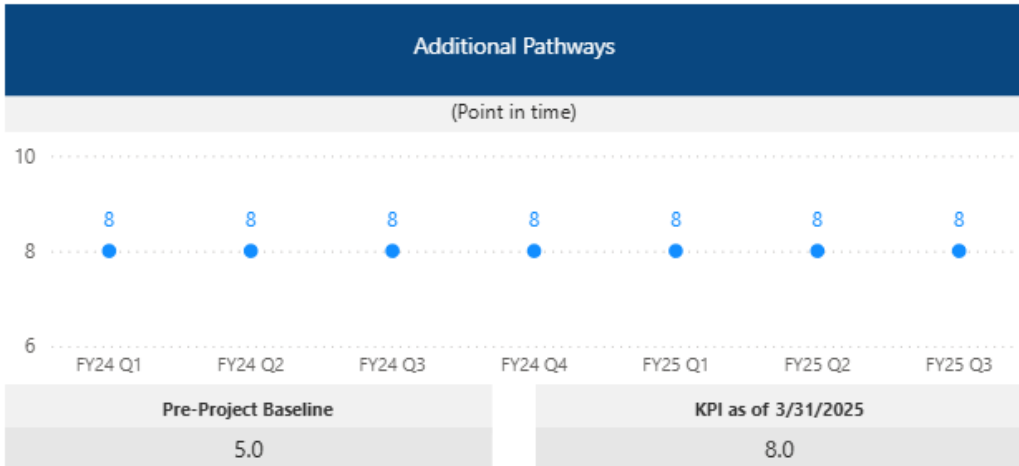 Additional Pathways
(Point in time)
10
8 8 8 8 8 8 8
8
6
FY24 Q1 FY24 Q2 FY24 Q3 FY24 Q4 FY25 Q1 FY25 Q2 FY25 Q3
Pre-Project Baseline KPI as of 3/31/2025
5.0 8.0